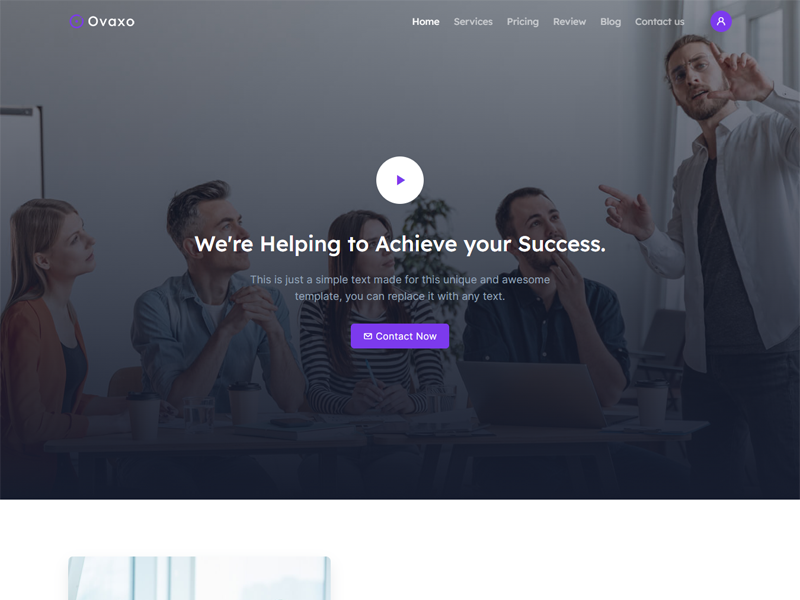 Ovaxo
Home Services Pricing Review Blog Contact us
We're Helping to Achieve your Success.
This is just a simple text made for this unique and awesome
template, you can replace it with any text.
Contact Now